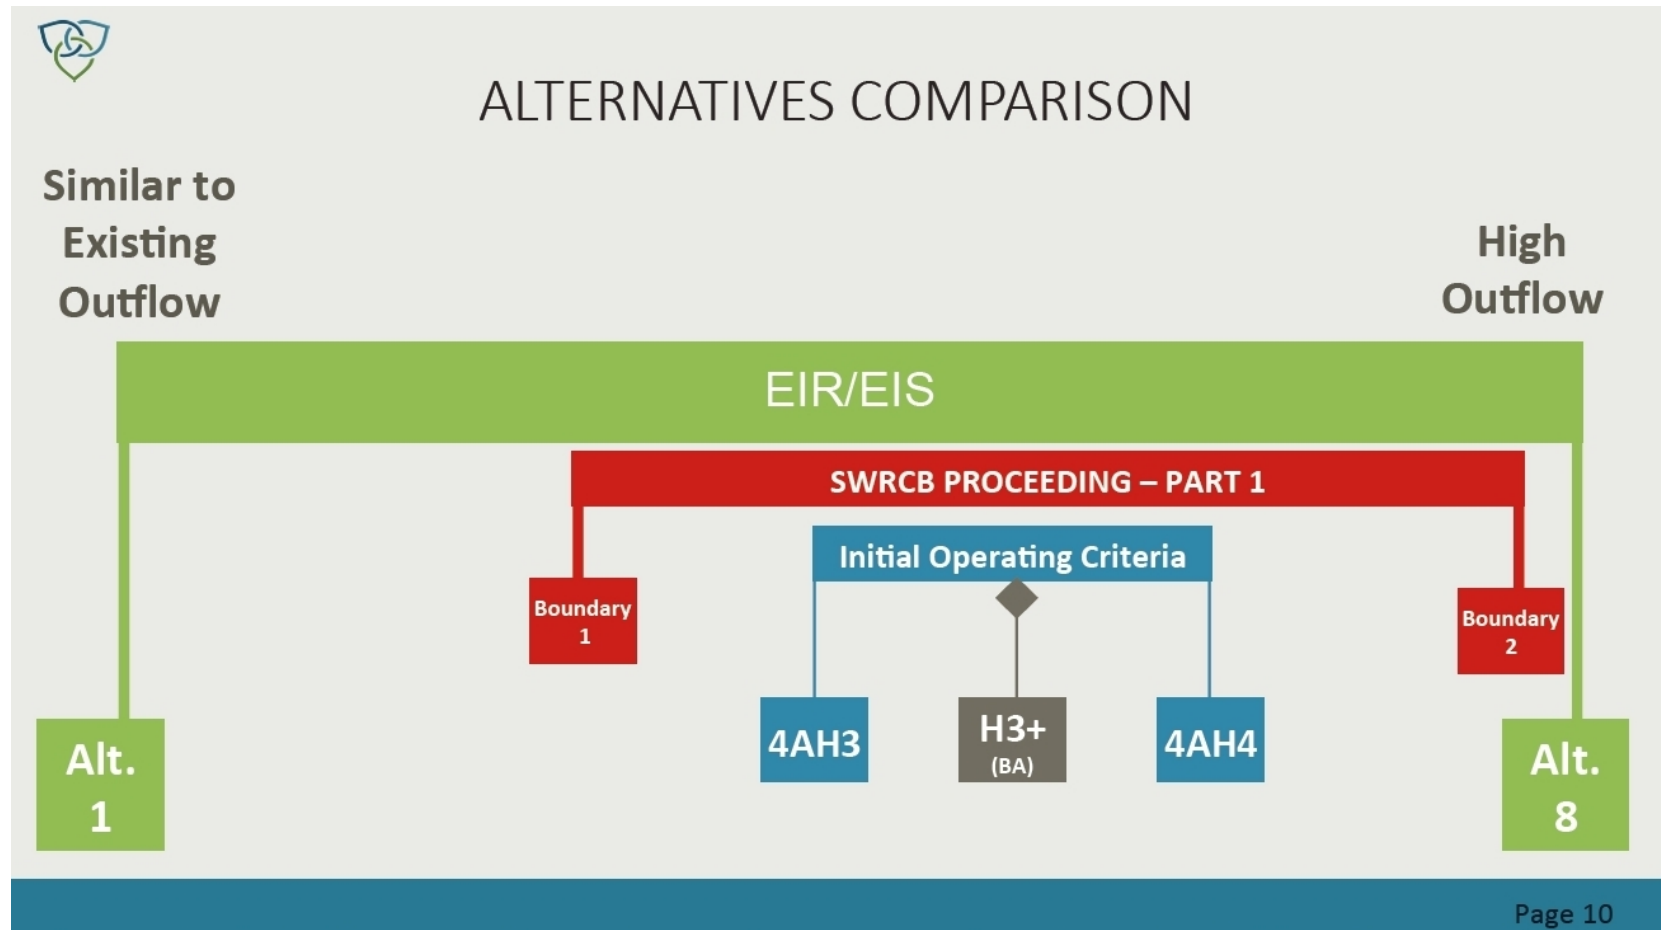 ALTERNATIVES COMPARISON
Similar to
Existing
Outflow
High
Outflow
EIR/EIS
SWRCB PROCEEDING – PART 1
Initial Operating Criteria
Boundary
1
Boundary
2
4AH3
H3+
(BA)
4AH4
Alt.
1
Alt.
8
Page 10